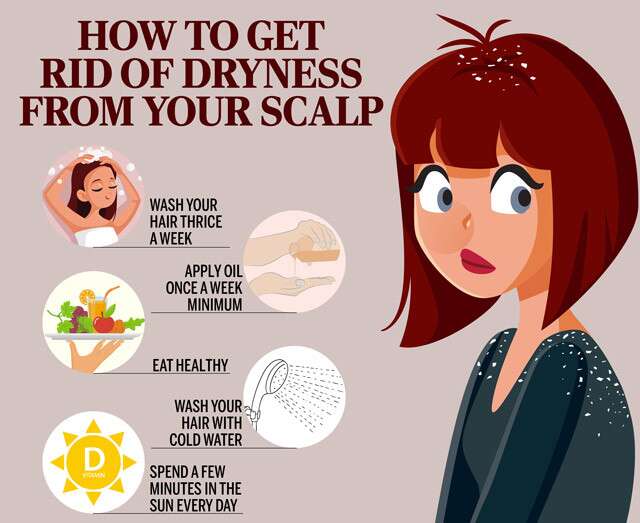 HOW TO GET
RID OF DRYNESS
FROM YOUR SCALP
WASH YOUR
HAIR THRICE
A WEEK
APPLY OIL
ONCE A WEEK
MINIMUM
EAT HEALTHY
WASH YOUR
HAIR WITH
COLD WATER
D
VITAMIN
SPEND A FEW
MINUTES IN THE
SUN EVERY DAY